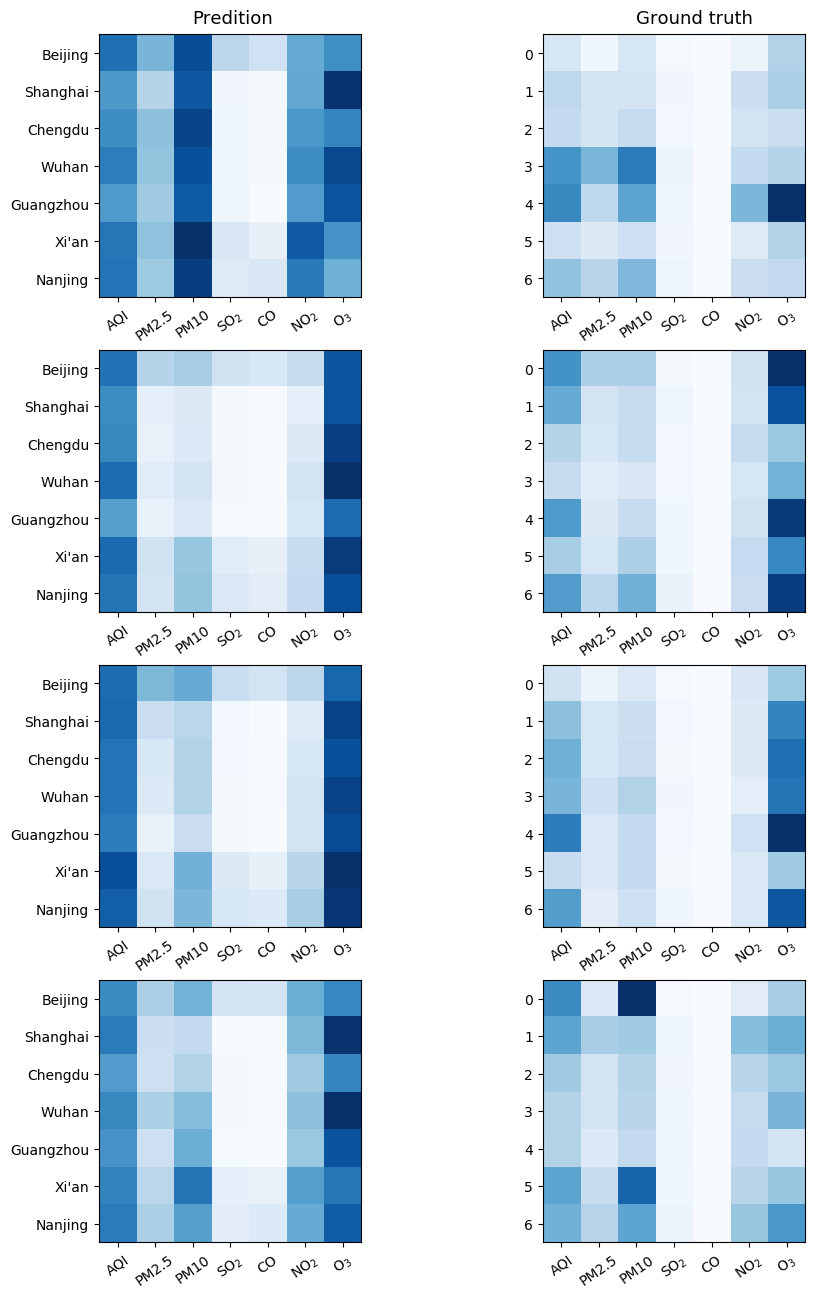 Predition
Ground truth
Beijing
Shanghai
Chengdu
Wuhan
Guangzhou
Xi'an
Nanjing
AQI PM2.5 PM10 SO₂ CO NO₂ O₃
0
1
2
3
4
5
6
AQI PM2.5 PM10 SO₂ CO NO₂ O₃
Beijing
Shanghai
Chengdu
Wuhan
Guangzhou
Xi'an
Nanjing
AQI PM2.5 PM10 SO₂ CO NO₂ O₃
0
1
2
3
4
5
6
AQI PM2.5 PM10 SO₂ CO NO₂ O₃
Beijing
Shanghai
Chengdu
Wuhan
Guangzhou
Xi'an
Nanjing
AQI PM2.5 PM10 SO₂ CO NO₂ O₃
0
1
2
3
4
5
6
AQI PM2.5 PM10 SO₂ CO NO₂ O₃
Beijing
Shanghai
Chengdu
Wuhan
Guangzhou
Xi'an
Nanjing
AQI PM2.5 PM10 SO₂ CO NO₂ O₃
0
1
2
3
4
5
6
AQI PM2.5 PM10 SO₂ CO NO₂ O₃